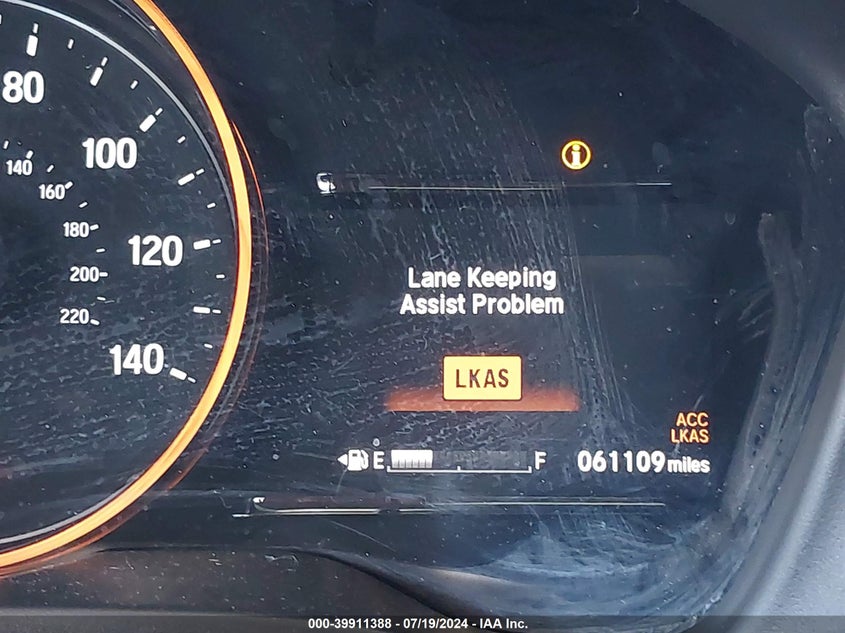 80
100
120
140
140
160
180
200
220
Lane Keeping
Assist Problem
LKAS
ACC
LKAS
E F 061109 miles
000-39911388 - 07/19/2024 - IAA Inc.